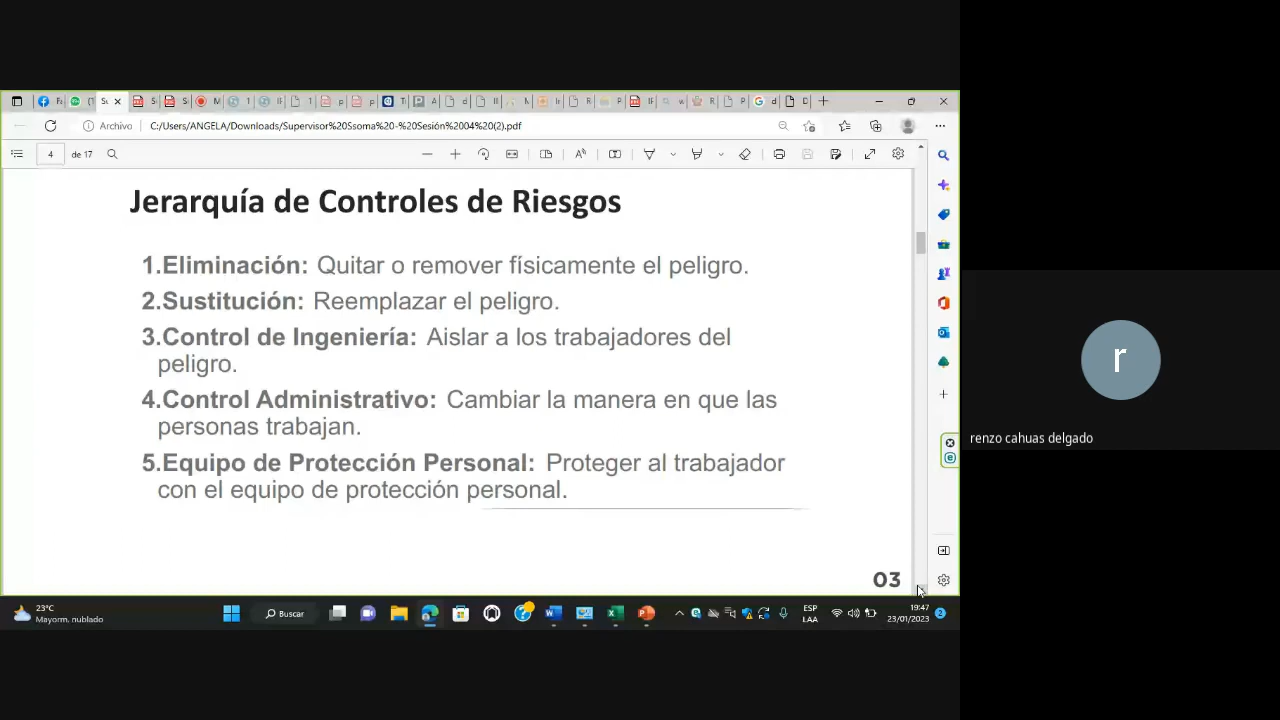 Archivo
C:/Users/ANGELA/Downloads/Supervisor%20Ssoma%20-%20Sesión%2004%20(2).pdf
4 de 17
Jerarquía de Controles de Riesgos
1.Eliminación: Quitar o remover físicamente el peligro.
2.Sustitución: Reemplazar el peligro.
3.Control de Ingeniería: Aislar a los trabajadores del
peligro.
4.Control Administrativo: Cambiar la manera en que las
personas trabajan.
5.Equipo de Protección Personal: Proteger al trabajador
con el equipo de protección personal.
03
r
renzo cahuas delgado
23°C
Mayorm. nublado
Buscar
ESP
LAA
19:47
23/01/2023
2